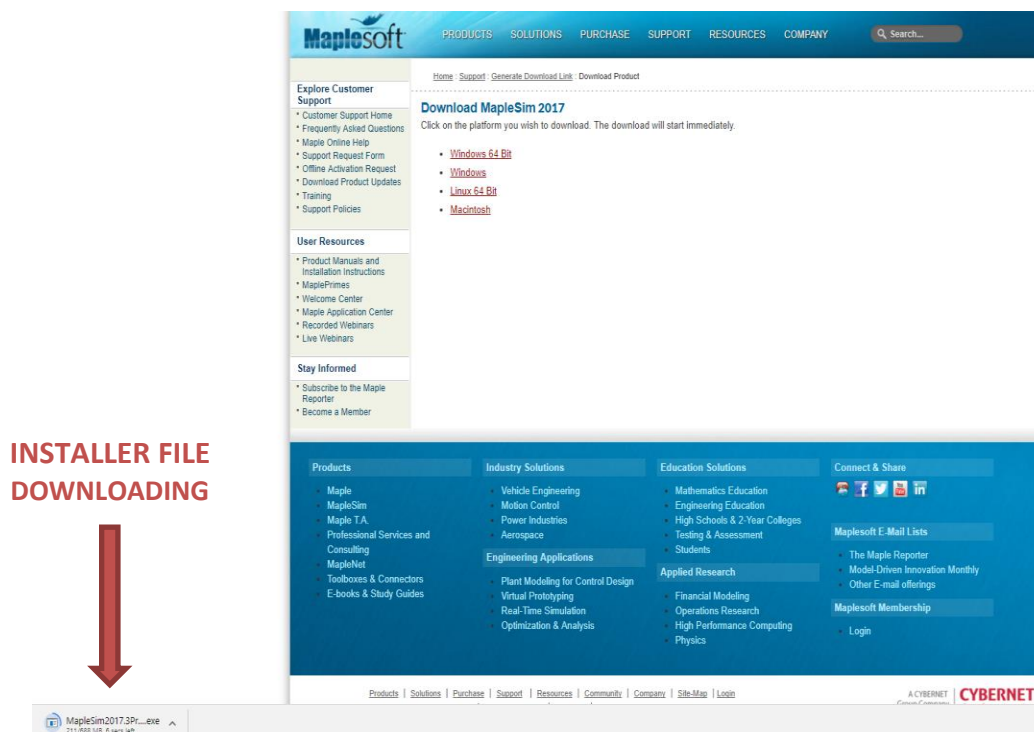 Maplesoft
PRODUCTS SOLUTIONS PURCHASE SUPPORT RESOURCES COMPANY Search...
Home : Support : Generate Download Link : Download Product
Explore Customer
Support
* Customer Support Home
* Frequently Asked Questions
* Maple Online Help
* Support Request Form
* Offline Activation Request
* Download Product Updates
* Training
* Support Policies
User Resources
* Product Manuals and
Installation Instructions
* MaplePrimes
* Welcome Center
* Maple Application Center
* Recorded Webinars
* Live Webinars
Stay Informed
* Subscribe to the Maple
Reporter
* Become a Member
Download MapleSim 2017
Click on the platform you wish to download. The download will start immediately.
• Windows 64 Bit
• Windows
• Linux 64 Bit
• Macintosh
INSTALLER FILE
DOWNLOADING
Products
Maple
MapleSim
Maple T.A.
Professional Services and
Consulting
MapleNet
Toolboxes & Connectors
E-books & Study Guides
Industry Solutions
Vehicle Engineering
Motion Control
Power Industries
Aerospace
Engineering Applications
Plant Modeling for Control Design
Virtual Prototyping
Real-Time Simulation
Optimization & Analysis
Education Solutions
Mathematics Education
Engineering Education
High Schools & 2-Year Colleges
Testing & Assessment
Students
Applied Research
Financial Modeling
Operations Research
High Performance Computing
Physics
Connect & Share
Maplesoft E-Mail Lists
The Maple Reporter
Model-Driven Innovation Monthly
Other E-mail offerings
Maplesoft Membership
Login
Products | Solutions | Purchase | Support | Resources | Community | Company | Site-Map | Login
A CYBERNET
Group Company
CYBERNET
MapleSim2017.3Pr....exe
211/688 MB, 6 secs left